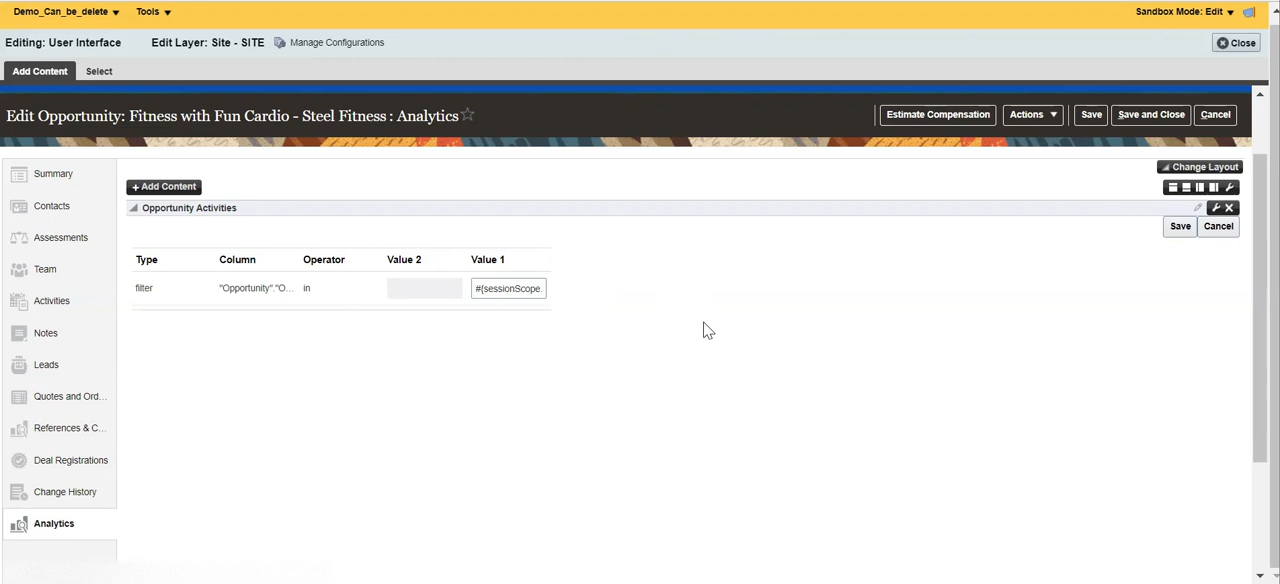 Demo_Can_be_delete Tools Sandbox Mode: Edit
Editing: User Interface Edit Layer: Site - SITE Manage Configurations Close
Add Content Select
Edit Opportunity: Fitness with Fun Cardio - Steel Fitness : Analytics Estimate Compensation Actions Save Save and Close Cancel
Summary
Contacts
Assessments
Team
Activities
Notes
Leads
Quotes and Ord...
References & C...
Deal Registrations
Change History
Analytics
Change Layout
+ Add Content
Opportunity Activities
Save Cancel
Type Column Operator Value 2 Value 1
filter "Opportunity"."O... in #{sessionScope.